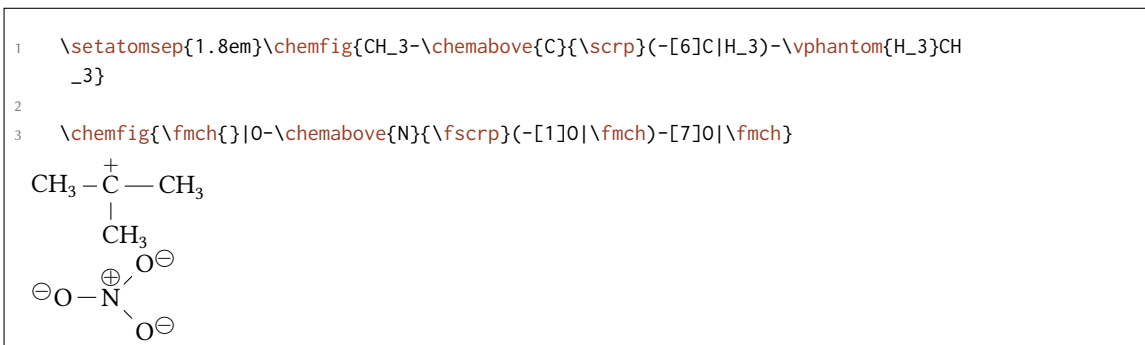 1 \setatomsep{1.8em}\chemfig{CH_3-\chemabove{C}{\scrp}(-[6]C|H_3)-\vphantom{H_3}CH
_3}
2
3 \chemfig{\fmch{}|O-\chemabove{N}{\fscrp}(-[1]O|\fmch)-[7]O|\fmch}
+
CH₃ – C — CH₃
CH₃
O⊖
⊕
⊖O – N
O⊖